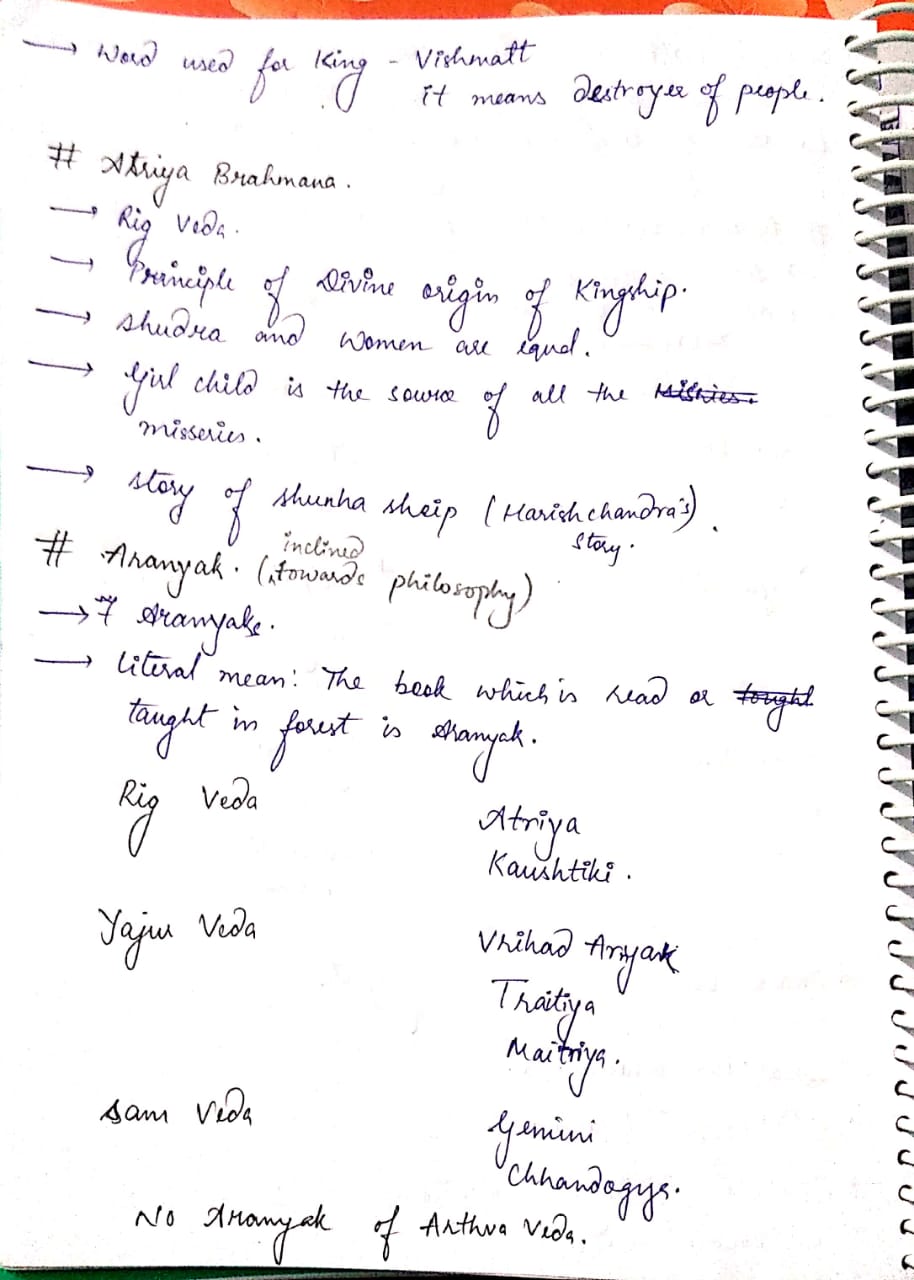 → Word used for King - Vishmatt
it means destroyer of people.
# Atriya Brahmana.
→ Rig Veda.
→ Principle of Divine origin of Kingship.
→ Shudra and women are equal.
→ Girl child is the source of all the Misries.
misseries.
→ Story of Shunha Sheip (Harishchandra's)
Story.
# Aranyak. (inclined towards philosophy)
→ 7 Aranyaks.
→ Literal mean: The book which is read or tought
taught in forest is Aranyak.
Rig Veda Atriya
Kaushtiki.
Yajur Veda Vrihad Aryak
Traitiya
Maitriya.
Sam Veda Gemini
Chhandogya.
No Aranyak of Arthva Veda.